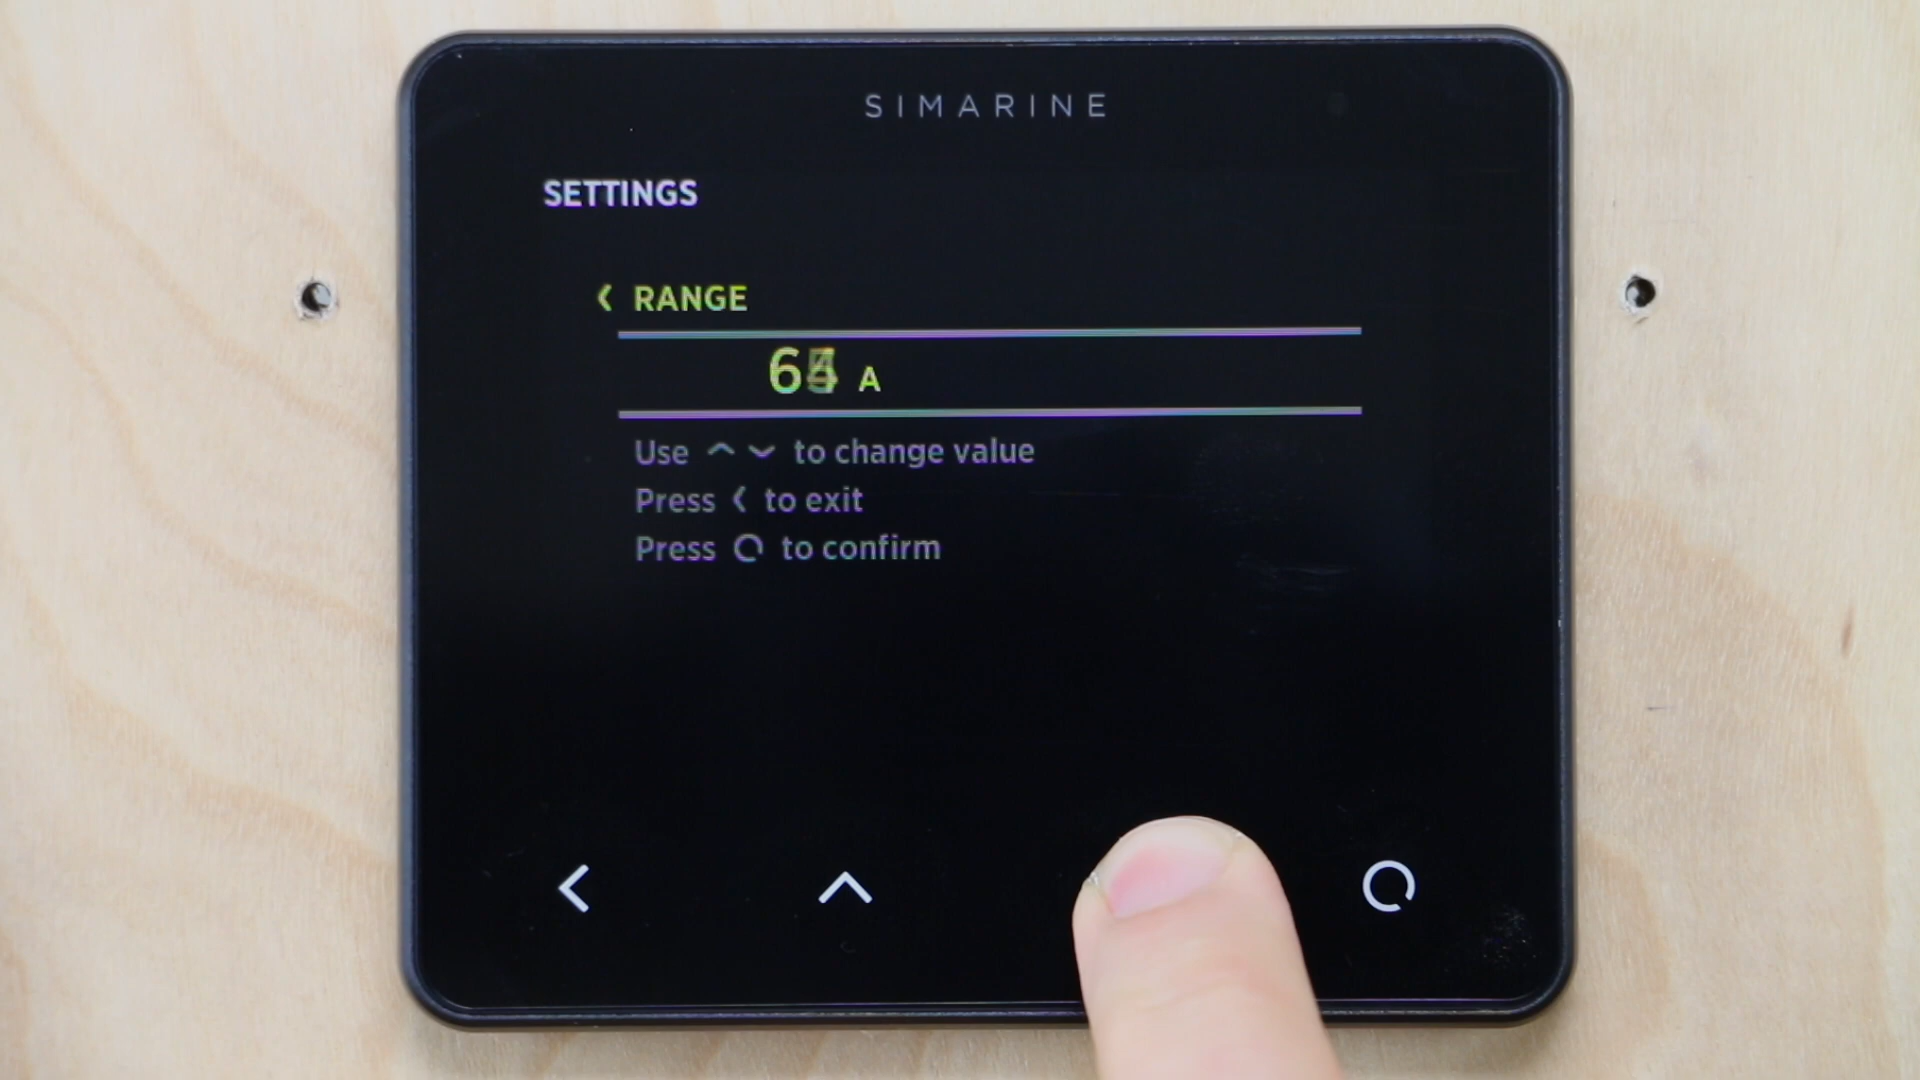 SIMARINE
SETTINGS
RANGE
A
Use to change value
Press to exit
Press to confirm